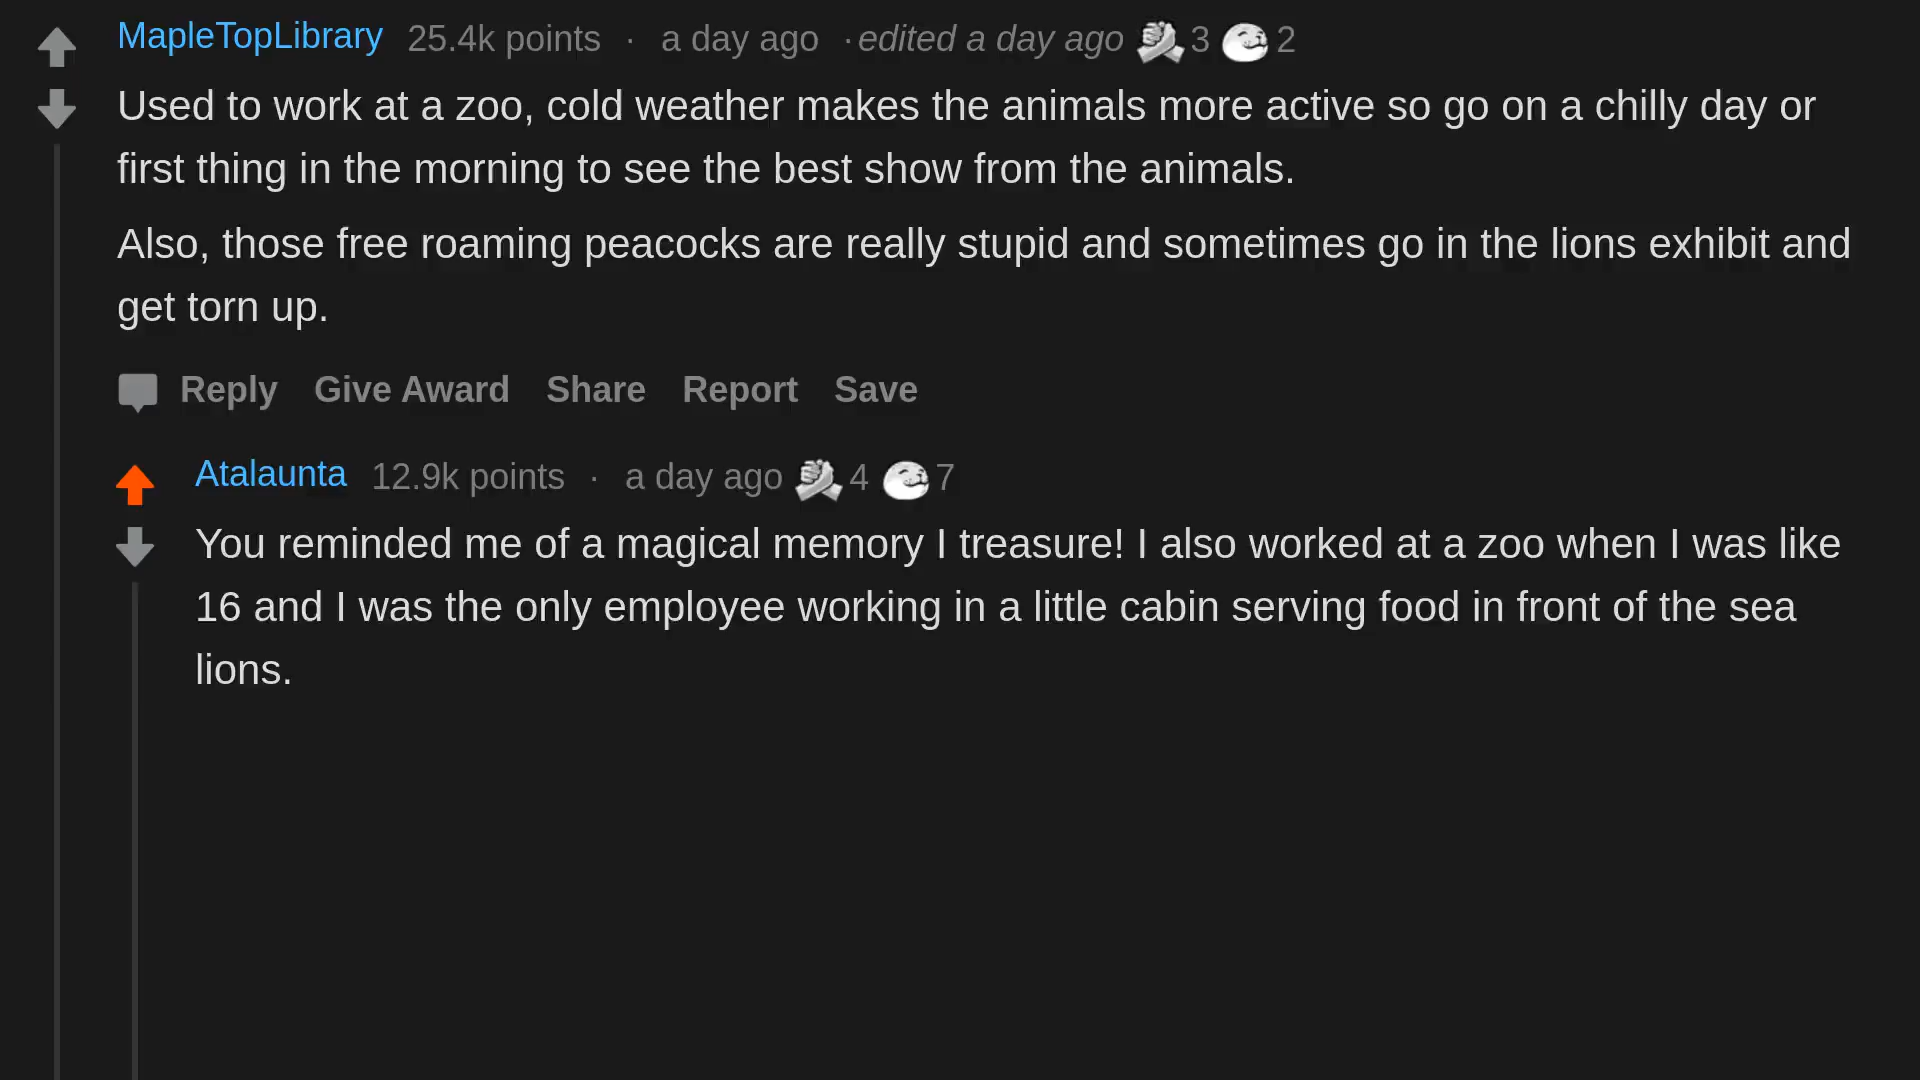 MapleTopLibrary 25.4k points · a day ago · edited a day ago 3 2
Used to work at a zoo, cold weather makes the animals more active so go on a chilly day or
first thing in the morning to see the best show from the animals.
Also, those free roaming peacocks are really stupid and sometimes go in the lions exhibit and
get torn up.
Reply Give Award Share Report Save
Atalaunta 12.9k points · a day ago 4 7
You reminded me of a magical memory I treasure! I also worked at a zoo when I was like
16 and I was the only employee working in a little cabin serving food in front of the sea
lions.